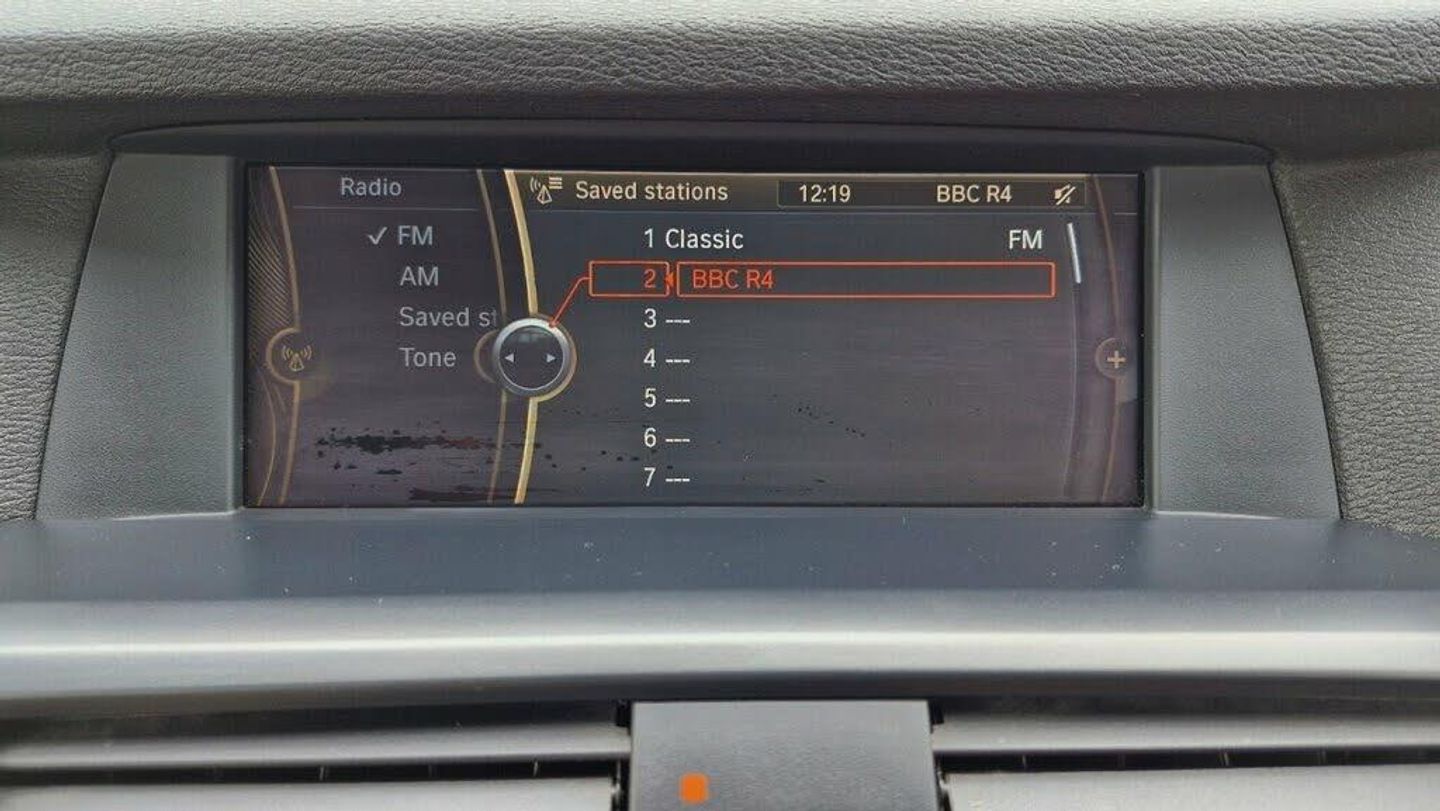 Radio
✓ FM
AM
Saved st
Tone
Saved stations 12:19 BBC R4
1 Classic FM
2 BBC R4
3 ---
4 ---
5 ---
6 ---
7 ---